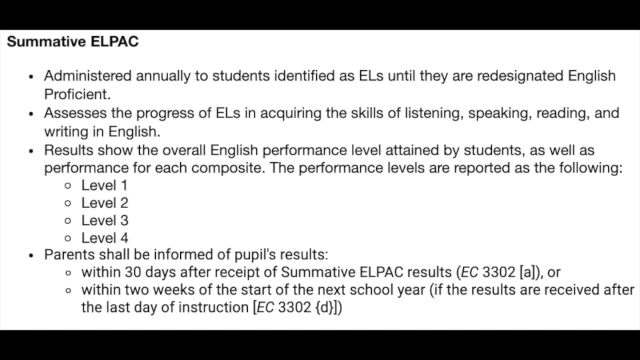 Summative ELPAC
• Administered annually to students identified as ELs until they are redesignated English
Proficient.
• Assesses the progress of ELs in acquiring the skills of listening, speaking, reading, and
writing in English.
• Results show the overall English performance level attained by students, as well as
performance for each composite. The performance levels are reported as the following:
○ Level 1
○ Level 2
○ Level 3
○ Level 4
• Parents shall be informed of pupil's results:
○ within 30 days after receipt of Summative ELPAC results (EC 3302 [a]), or
○ within two weeks of the start of the next school year (if the results are received after
the last day of instruction [EC 3302 {d}])